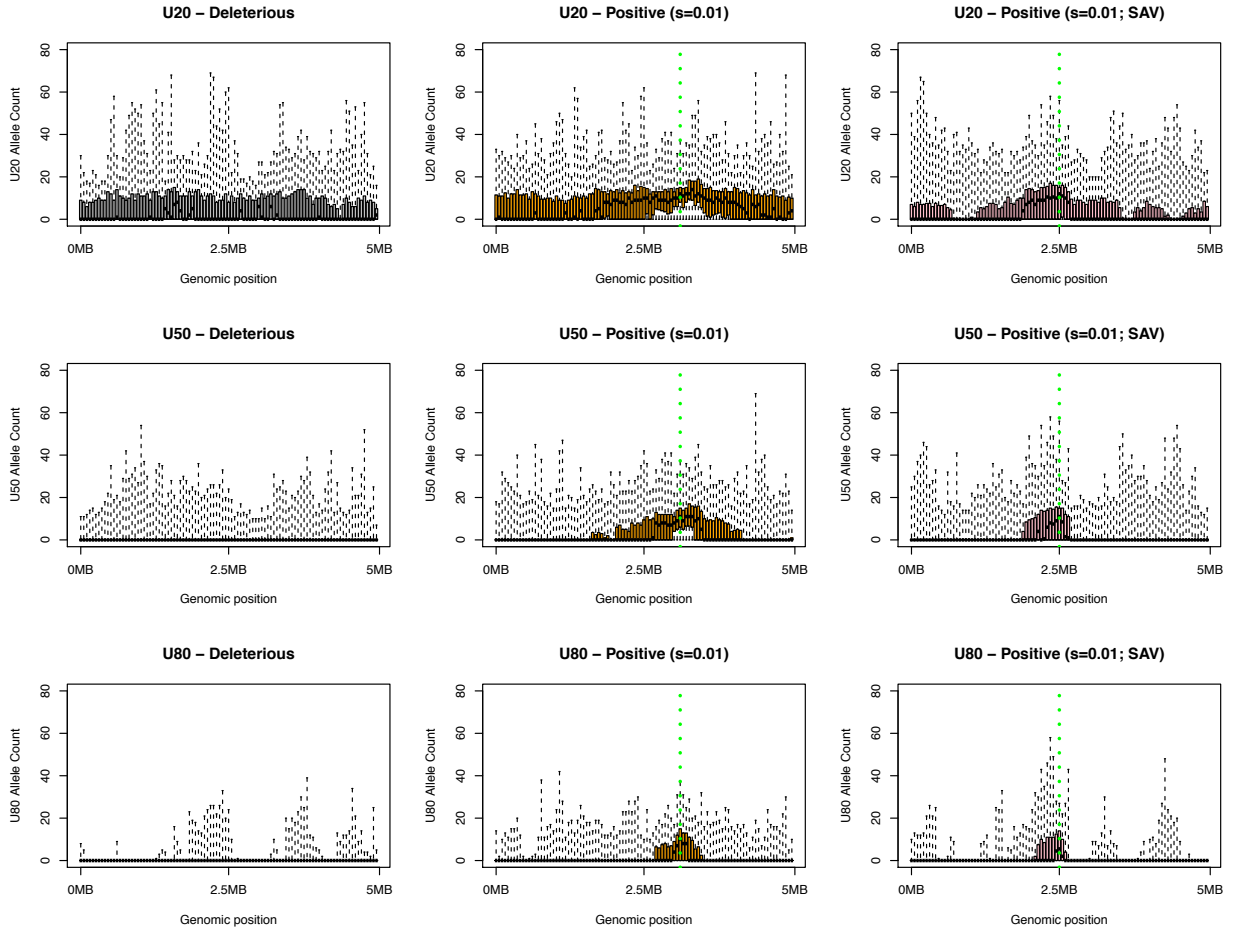 U20 – Deleterious
U20 Allele Count
80
60
40
20
0
0MB
2.5MB
5MB
Genomic position
U20 – Positive (s=0.01)
U20 Allele Count
80
60
40
20
0
0MB
2.5MB
5MB
Genomic position
U20 – Positive (s=0.01; SAV)
U20 Allele Count
80
60
40
20
0
0MB
2.5MB
5MB
Genomic position
U50 – Deleterious
U50 Allele Count
80
60
40
20
0
0MB
2.5MB
5MB
Genomic position
U50 – Positive (s=0.01)
U50 Allele Count
80
60
40
20
0
0MB
2.5MB
5MB
Genomic position
U50 – Positive (s=0.01; SAV)
U50 Allele Count
80
60
40
20
0
0MB
2.5MB
5MB
Genomic position
U80 – Deleterious
U80 Allele Count
80
60
40
20
0
0MB
2.5MB
5MB
Genomic position
U80 – Positive (s=0.01)
U80 Allele Count
80
60
40
20
0
0MB
2.5MB
5MB
Genomic position
U80 – Positive (s=0.01; SAV)
U80 Allele Count
80
60
40
20
0
0MB
2.5MB
5MB
Genomic position